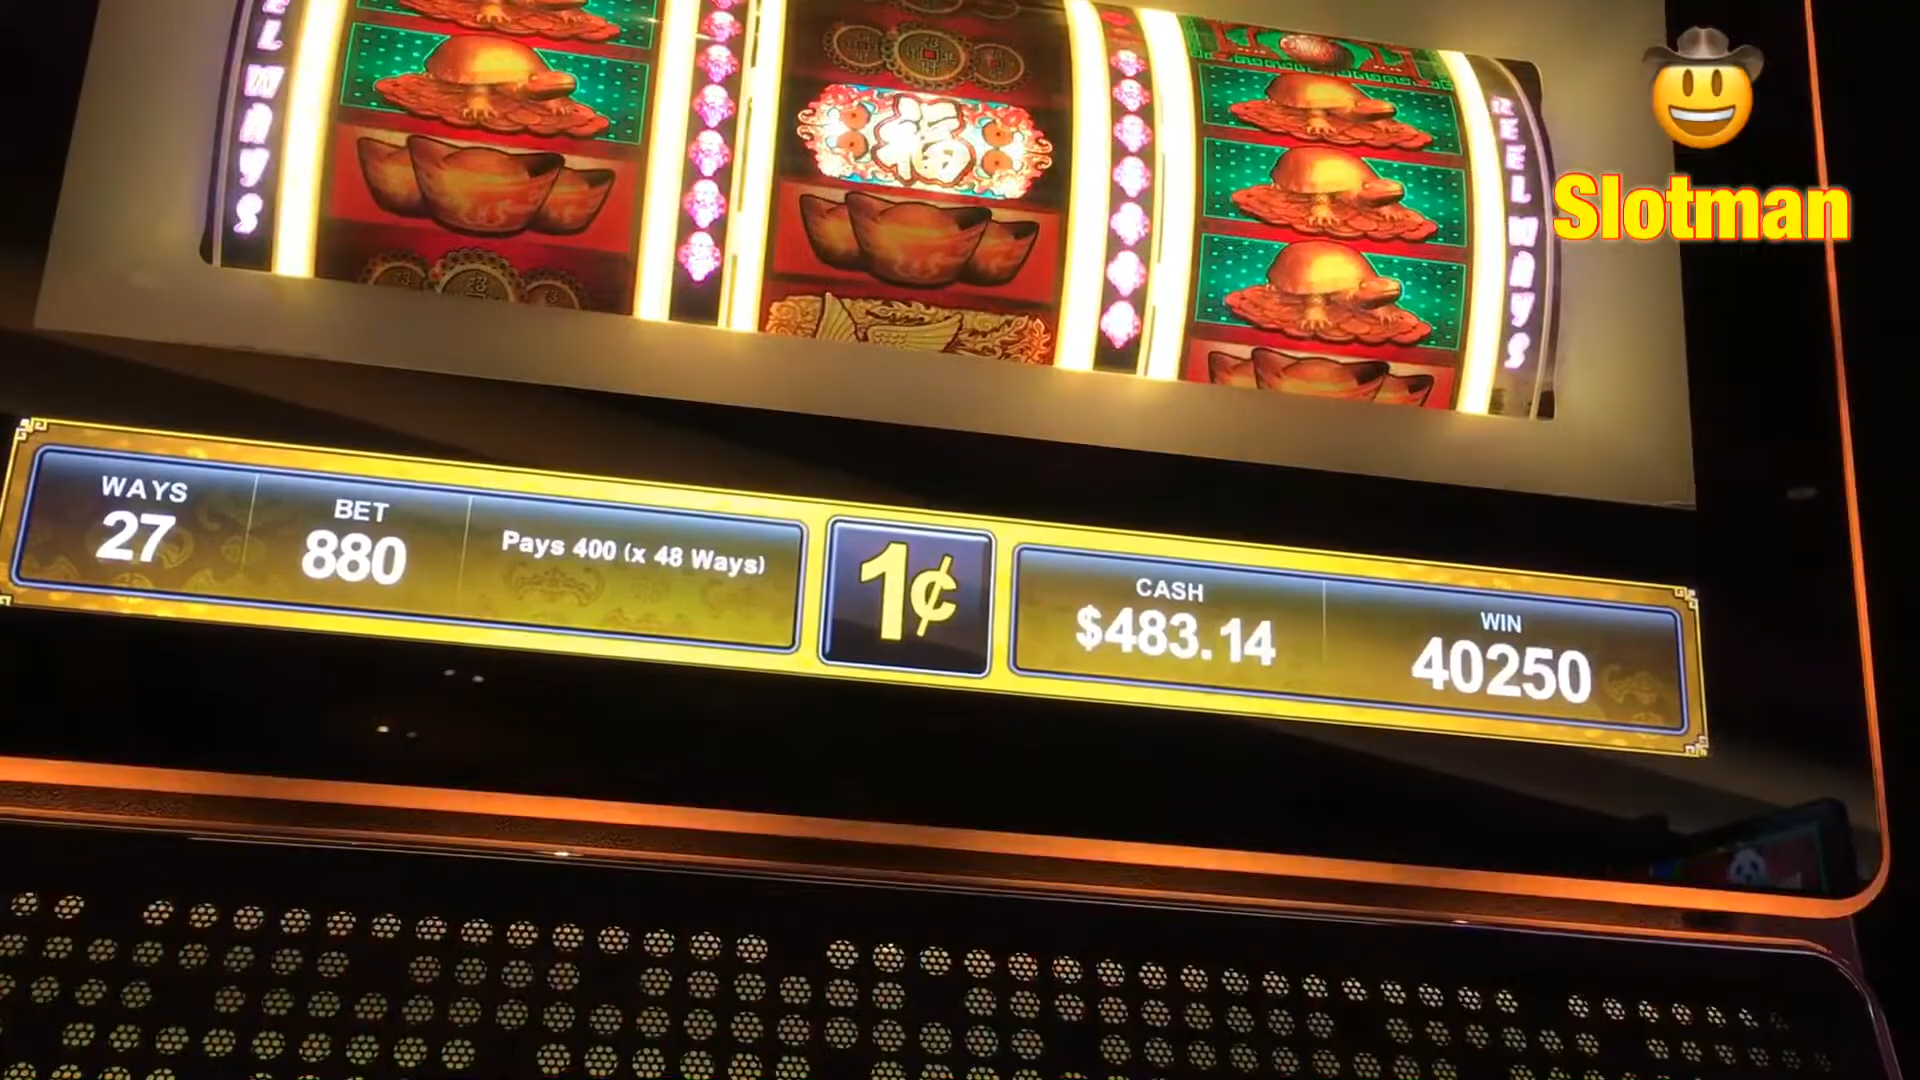 WAYS
福
REEL WAYS
Slotman
WAYS
27
BET
880
Pays 400 (x 48 Ways)
1¢
CASH
$483.14
WIN
40250